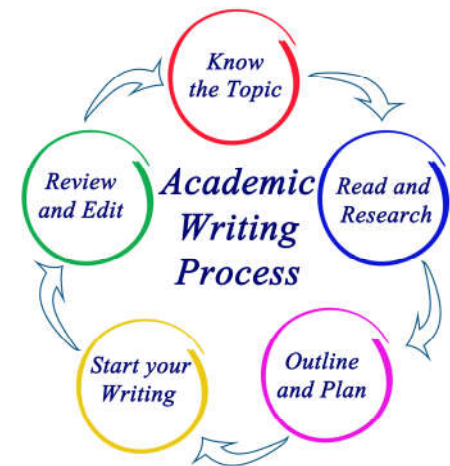 Know
the Topic
Read and
Research
Outline
and Plan
Start your
Writing
Review
and Edit
Academic
Writing
Process